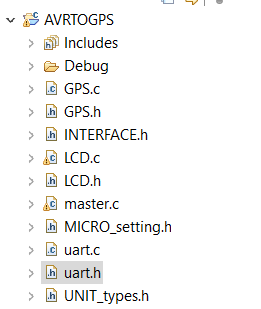 AVRTOGPS
Includes
Debug
GPS.c
GPS.h
INTERFACE.h
LCD.c
LCD.h
master.c
MICRO_setting.h
uart.c
uart.h
UNIT_types.h